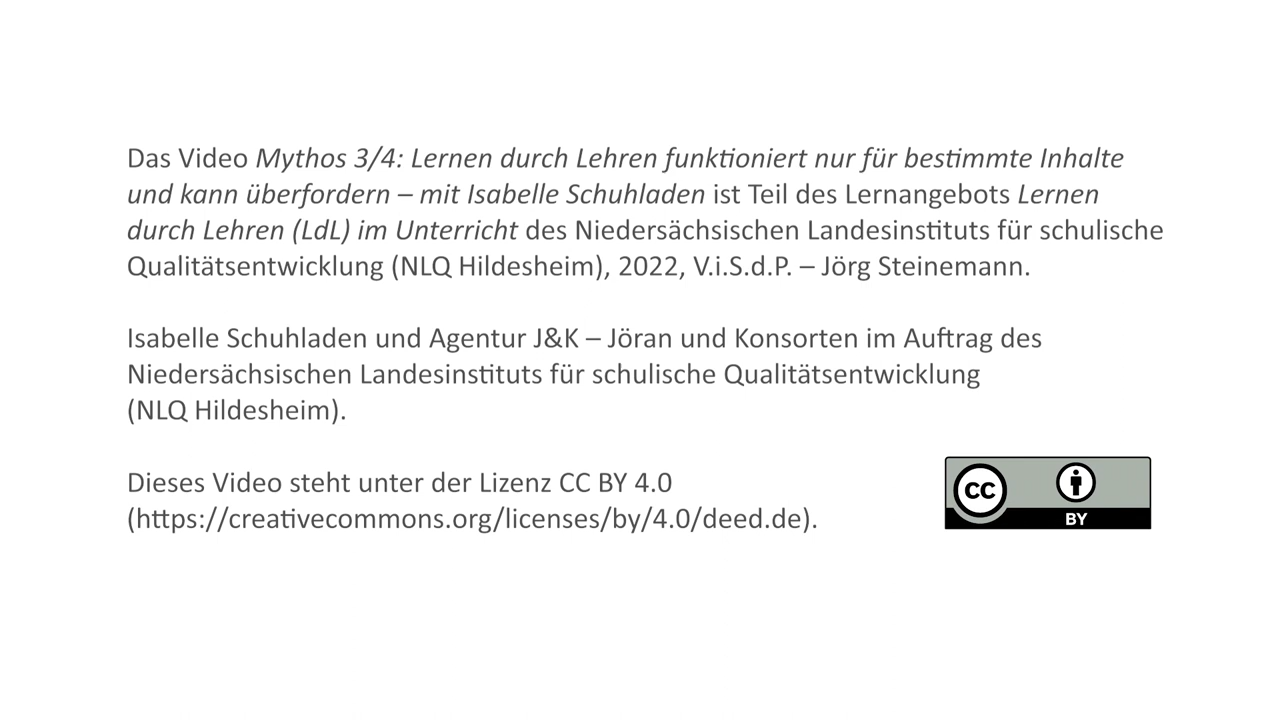 Das Video Mythos 3/4: Lernen durch Lehren funktioniert nur für bestimmte Inhalte
und kann überfordern – mit Isabelle Schuhladen ist Teil des Lernangebots Lernen
durch Lehren (LdL) im Unterricht des Niedersächsischen Landesinstituts für schulische
Qualitätsentwicklung (NLQ Hildesheim), 2022, V.i.S.d.P. – Jörg Steinemann.
Isabelle Schuhladen und Agentur J&K – Jöran und Konsorten im Auftrag des
Niedersächsischen Landesinstituts für schulische Qualitätsentwicklung
(NLQ Hildesheim).
Dieses Video steht unter der Lizenz CC BY 4.0
(https://creativecommons.org/licenses/by/4.0/deed.de).
CC
BY